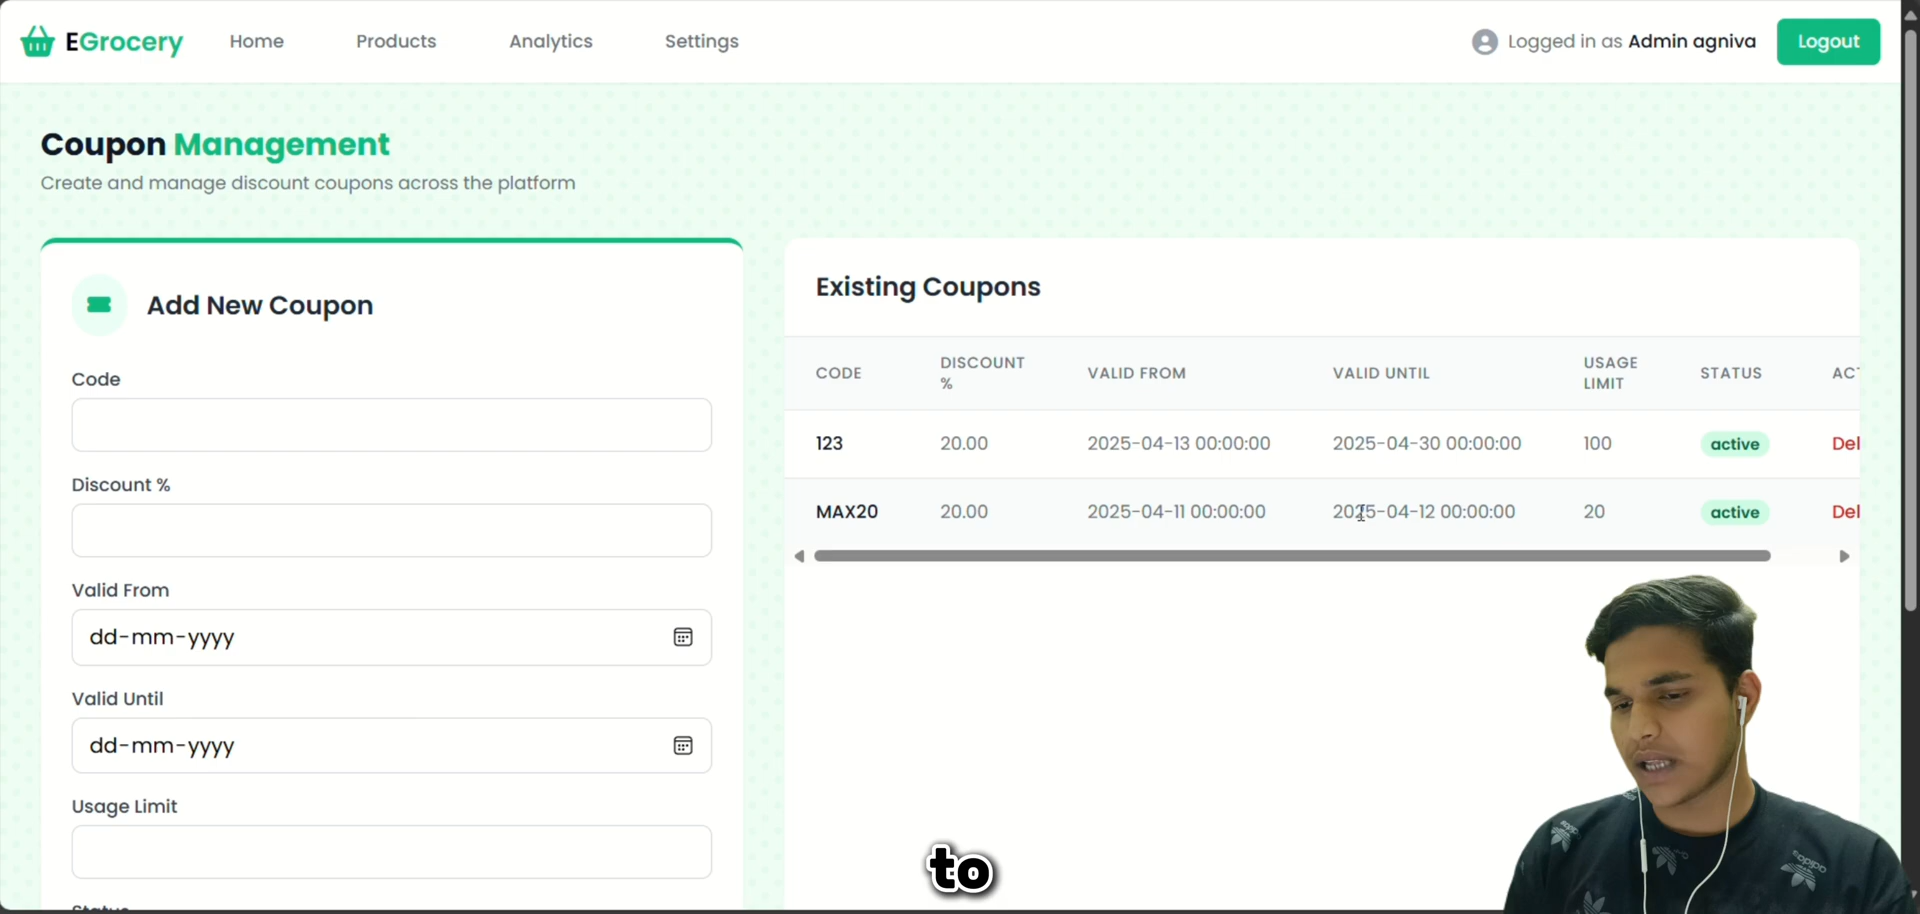 EGrocery Home Products Analytics Settings Logged in as Admin agniva Logout
Coupon Management
Create and manage discount coupons across the platform
Add New Coupon
Code
Discount %
Valid From
dd-mm-yyyy
Valid Until
dd-mm-yyyy
Usage Limit
Existing Coupons
CODE DISCOUNT % VALID FROM VALID UNTIL USAGE LIMIT STATUS ACT
123 20.00 2025-04-13 00:00:00 2025-04-30 00:00:00 100 active Del
MAX20 20.00 2025-04-11 00:00:00 2025-04-12 00:00:00 20 active Del
to